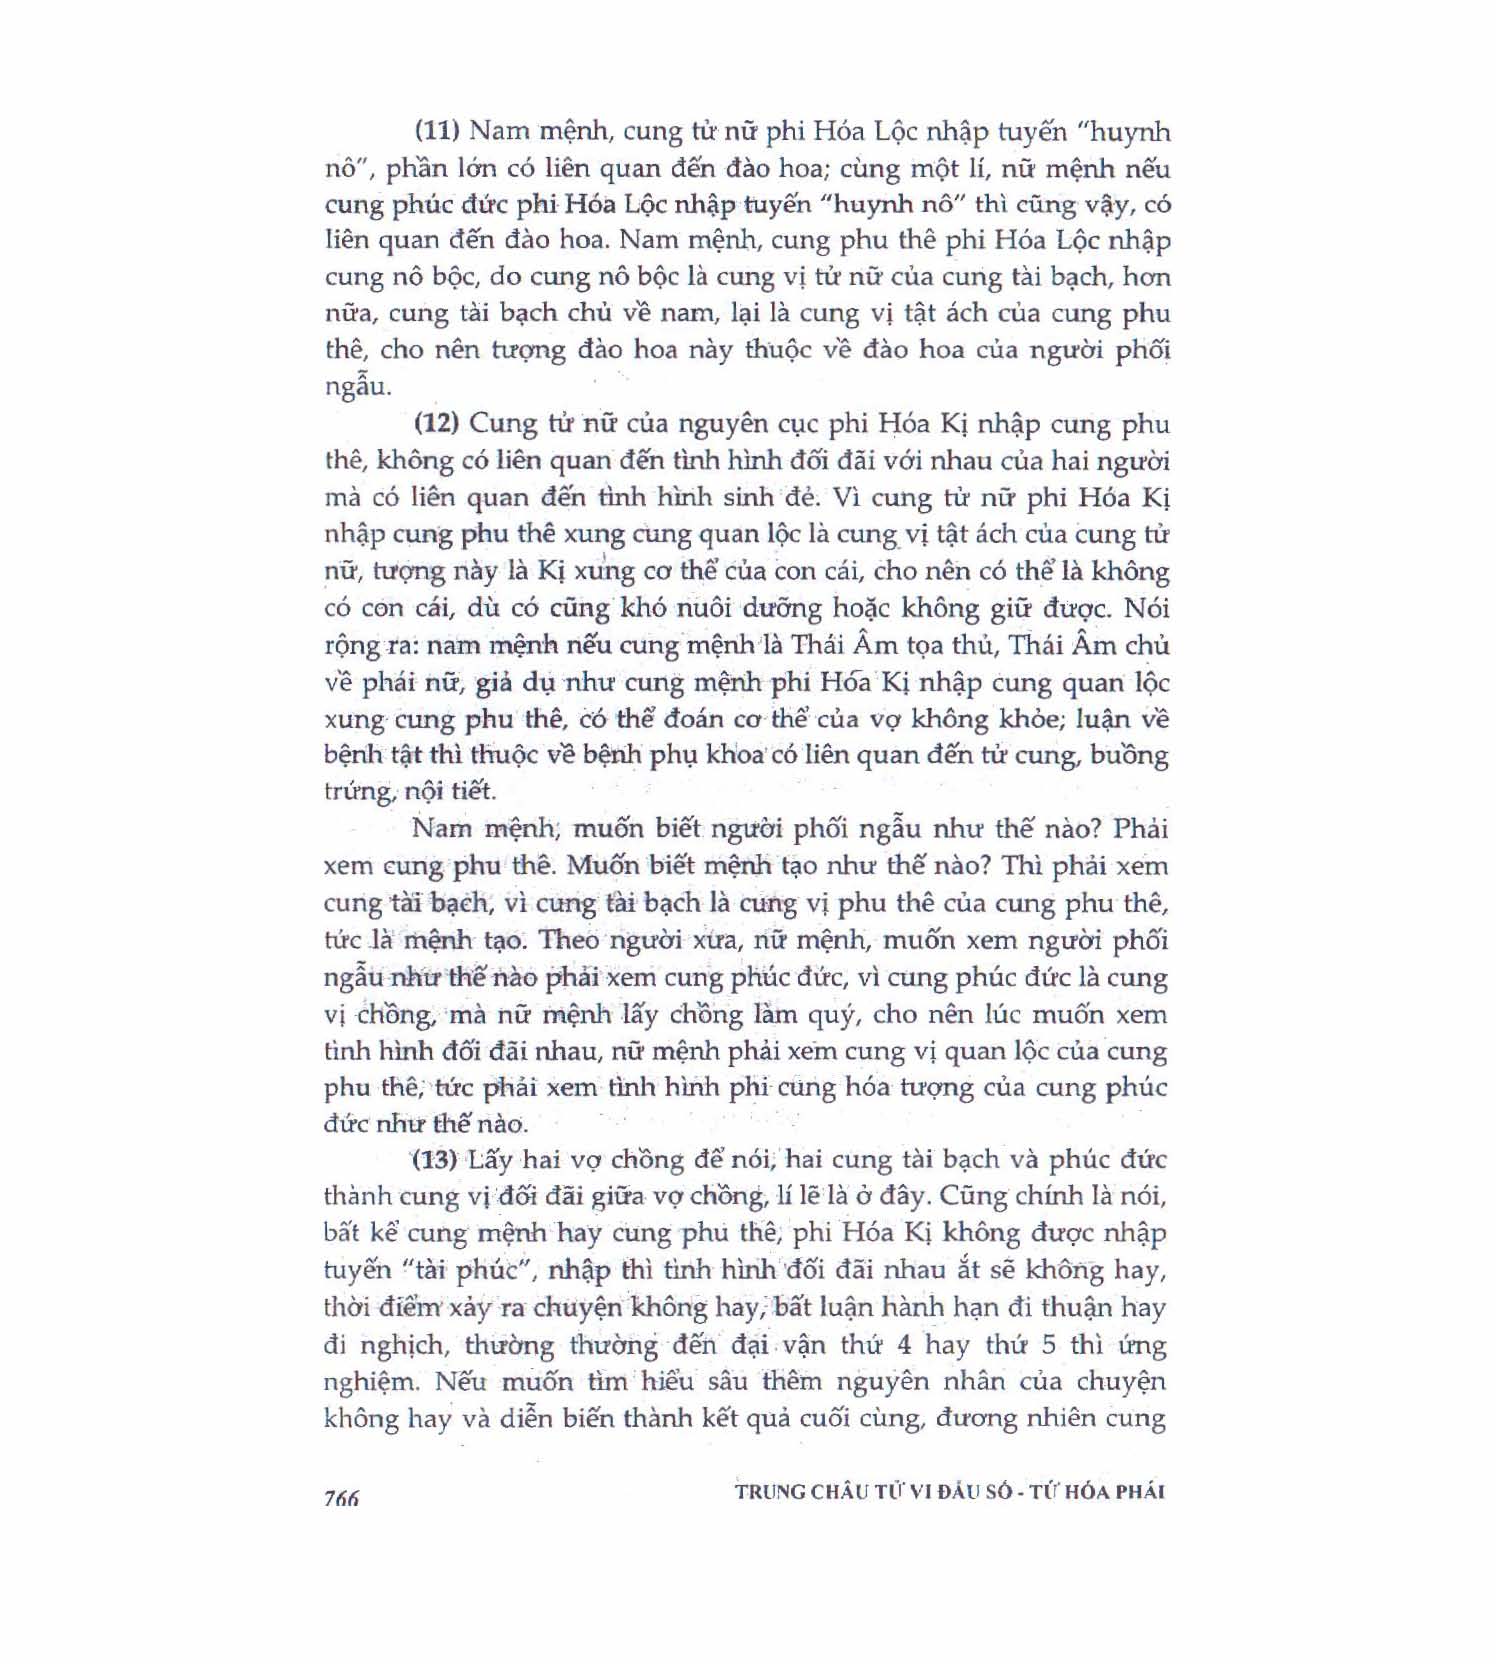 (11) Nam mệnh, cung tử nữ phi Hóa Lộc nhập tuyến "huynh
nô", phần lớn có liên quan đến đào hoa; cùng một lí, nữ mệnh nếu
cung phúc đức phi Hóa Lộc nhập tuyến "huynh nô" thì cũng vậy, có
liên quan đến đào hoa. Nam mệnh, cung phu thê phi Hóa Lộc nhập
cung nô bộc, do cung nô bộc là cung vị tử nữ của cung tài bạch, hơn
nữa, cung tài bạch chủ về nam, lại là cung vị tật ách của cung phu
thê, cho nên tượng đào hoa này thuộc về đào hoa của người phối
ngẫu.
(12) Cung tử nữ của nguyên cục phi Hóa Kị nhập cung phu
thê, không có liên quan đến tình hình đối đãi với nhau của hai người
mà có liên quan đến tình hình sinh đẻ. Vì cung tử nữ phi Hóa Kị
nhập cung phu thê xung cung quan lộc là cung vị tật ách của cung tử
nữ, tượng này là Kị xung cơ thể của con cái, cho nên có thể là không
có con cái, dù có cũng khó nuôi dưỡng hoặc không giữ được. Nói
rộng ra: nam mệnh nếu cung mệnh là Thái Âm tọa thủ, Thái Âm chủ
về phái nữ, giả dụ như cung mệnh phi Hóa Kị nhập cung quan lộc
xung cung phu thê, có thể đoán cơ thể của vợ không khỏe; luận về
bệnh tật thì thuộc về bệnh phụ khoa có liên quan đến tử cung, buồng
trứng, nội tiết.
Nam mệnh, muốn biết người phối ngẫu như thế nào? Phải
xem cung phu thê. Muốn biết mệnh tạo như thế nào? Thì phải xem
cung tài bạch, vì cung tài bạch là cung vị phu thê của cung phu thê,
tức là mệnh tạo. Theo người xưa, nữ mệnh, muốn xem người phối
ngẫu như thế nào phải xem cung phúc đức, vì cung phúc đức là cung
vị chồng, mà nữ mệnh lấy chồng làm quý, cho nên lúc muốn xem
tình hình đối đãi nhau, nữ mệnh phải xem cung vị quan lộc của cung
phu thê, tức phải xem tình hình phi cung hóa tượng của cung phúc
đức như thế nào.
(13) Lấy hai vợ chồng để nói, hai cung tài bạch và phúc đức
thành cung vị đối đãi giữa vợ chồng, lí lẽ là ở đây. Cũng chính là nói,
bất kể cung mệnh hay cung phu thê, phi Hóa Kị không được nhập
tuyến "tài phúc", nhập thì tình hình đối đãi nhau ắt sẽ không hay,
thời điểm xảy ra chuyện không hay, bất luận hành hạn đi thuận hay
đi nghịch, thường thường đến đại vận thứ 4 hay thứ 5 thì ứng
nghiệm. Nếu muốn tìm hiểu sâu thêm nguyên nhân của chuyện
không hay và diễn biến thành kết quả cuối cùng, đương nhiên cung
766
TRUNG CHÂU TỬ VI ĐẨU SỐ - TỨ HÓA PHÁI